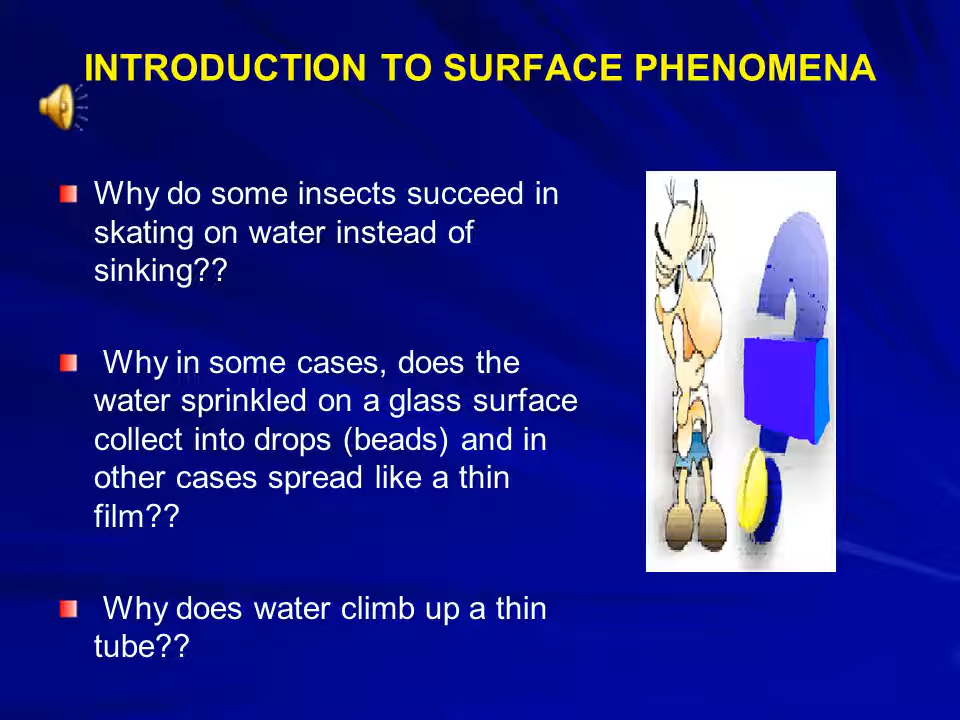 INTRODUCTION TO SURFACE PHENOMENA
Why do some insects succeed in
skating on water instead of
sinking??
Why in some cases, does the
water sprinkled on a glass surface
collect into drops (beads) and in
other cases spread like a thin
film??
Why does water climb up a thin
tube??